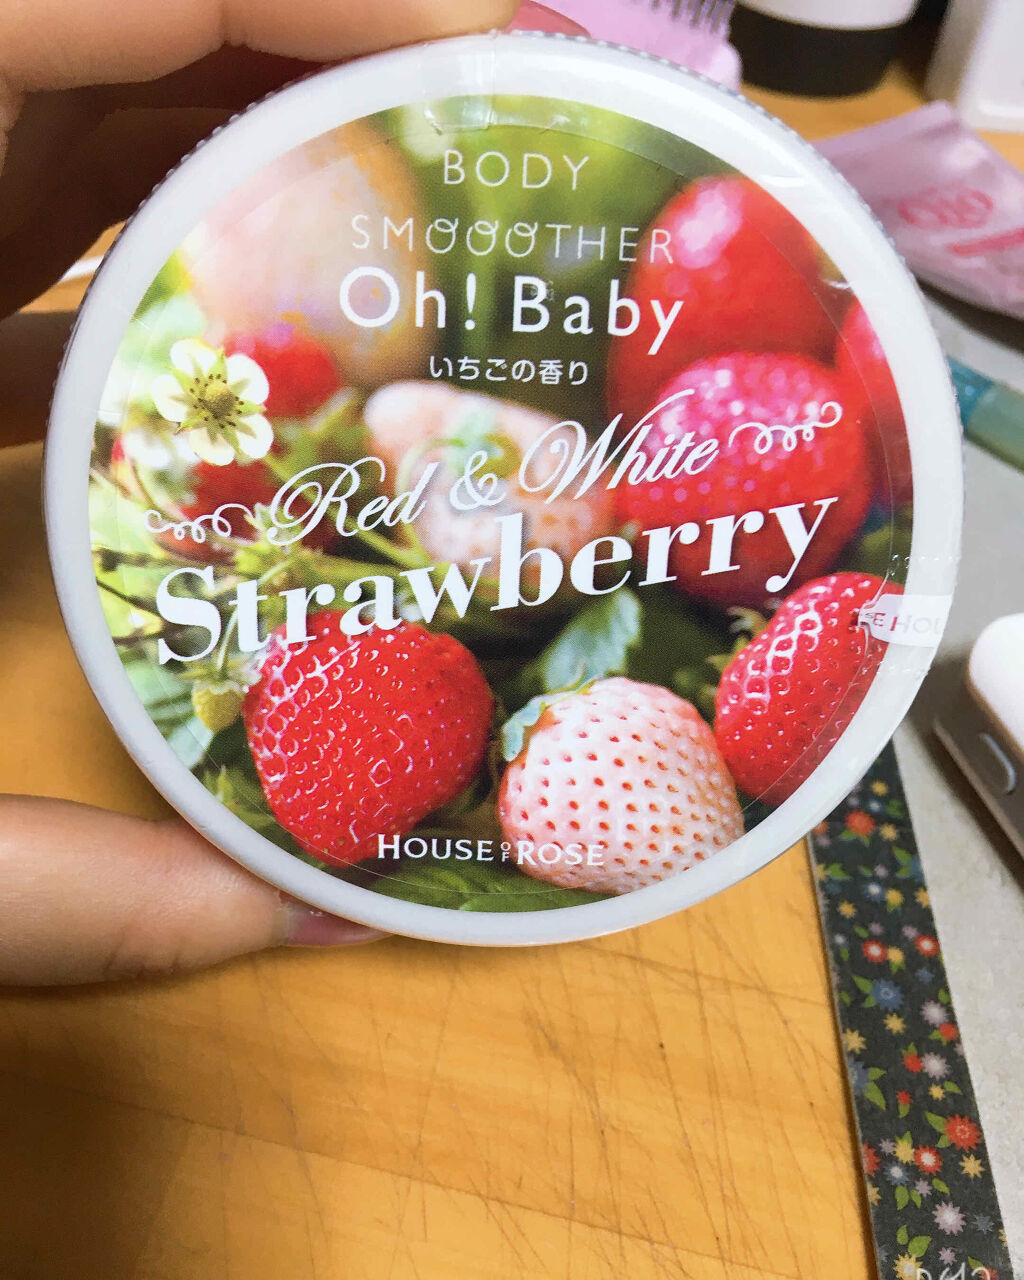 BODY
SMOOOTHER
Oh! Baby
いちごの香り
Red & White
Strawberry
HOUSE OF ROSE